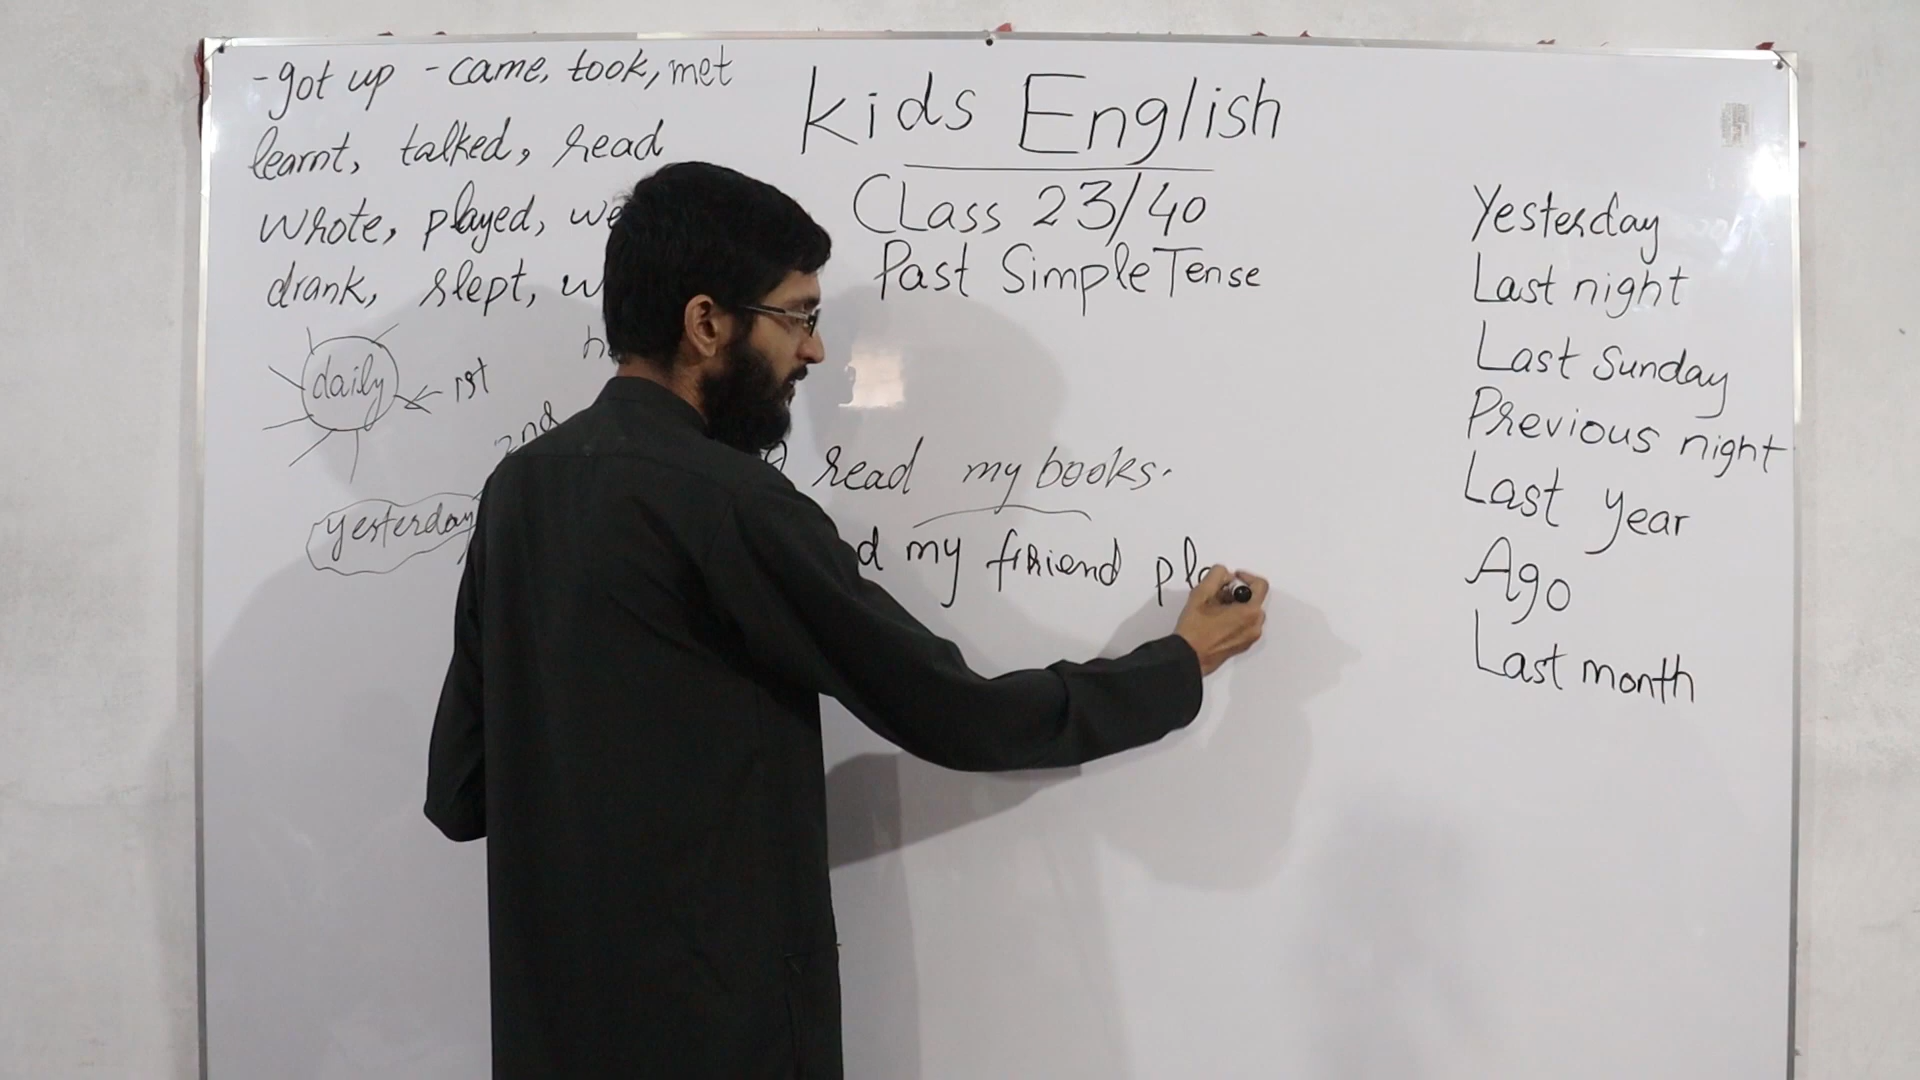 - got up - came, took, met
learnt, talked, read
wrote, played,
drank, slept,
daily
1st
2nd
yesterday
Kids English
Class 23/40
Past Simple Tense
read my books.
my friend
Yesterday
Last night
Last Sunday
Previous night
Last year
Ago
Last month